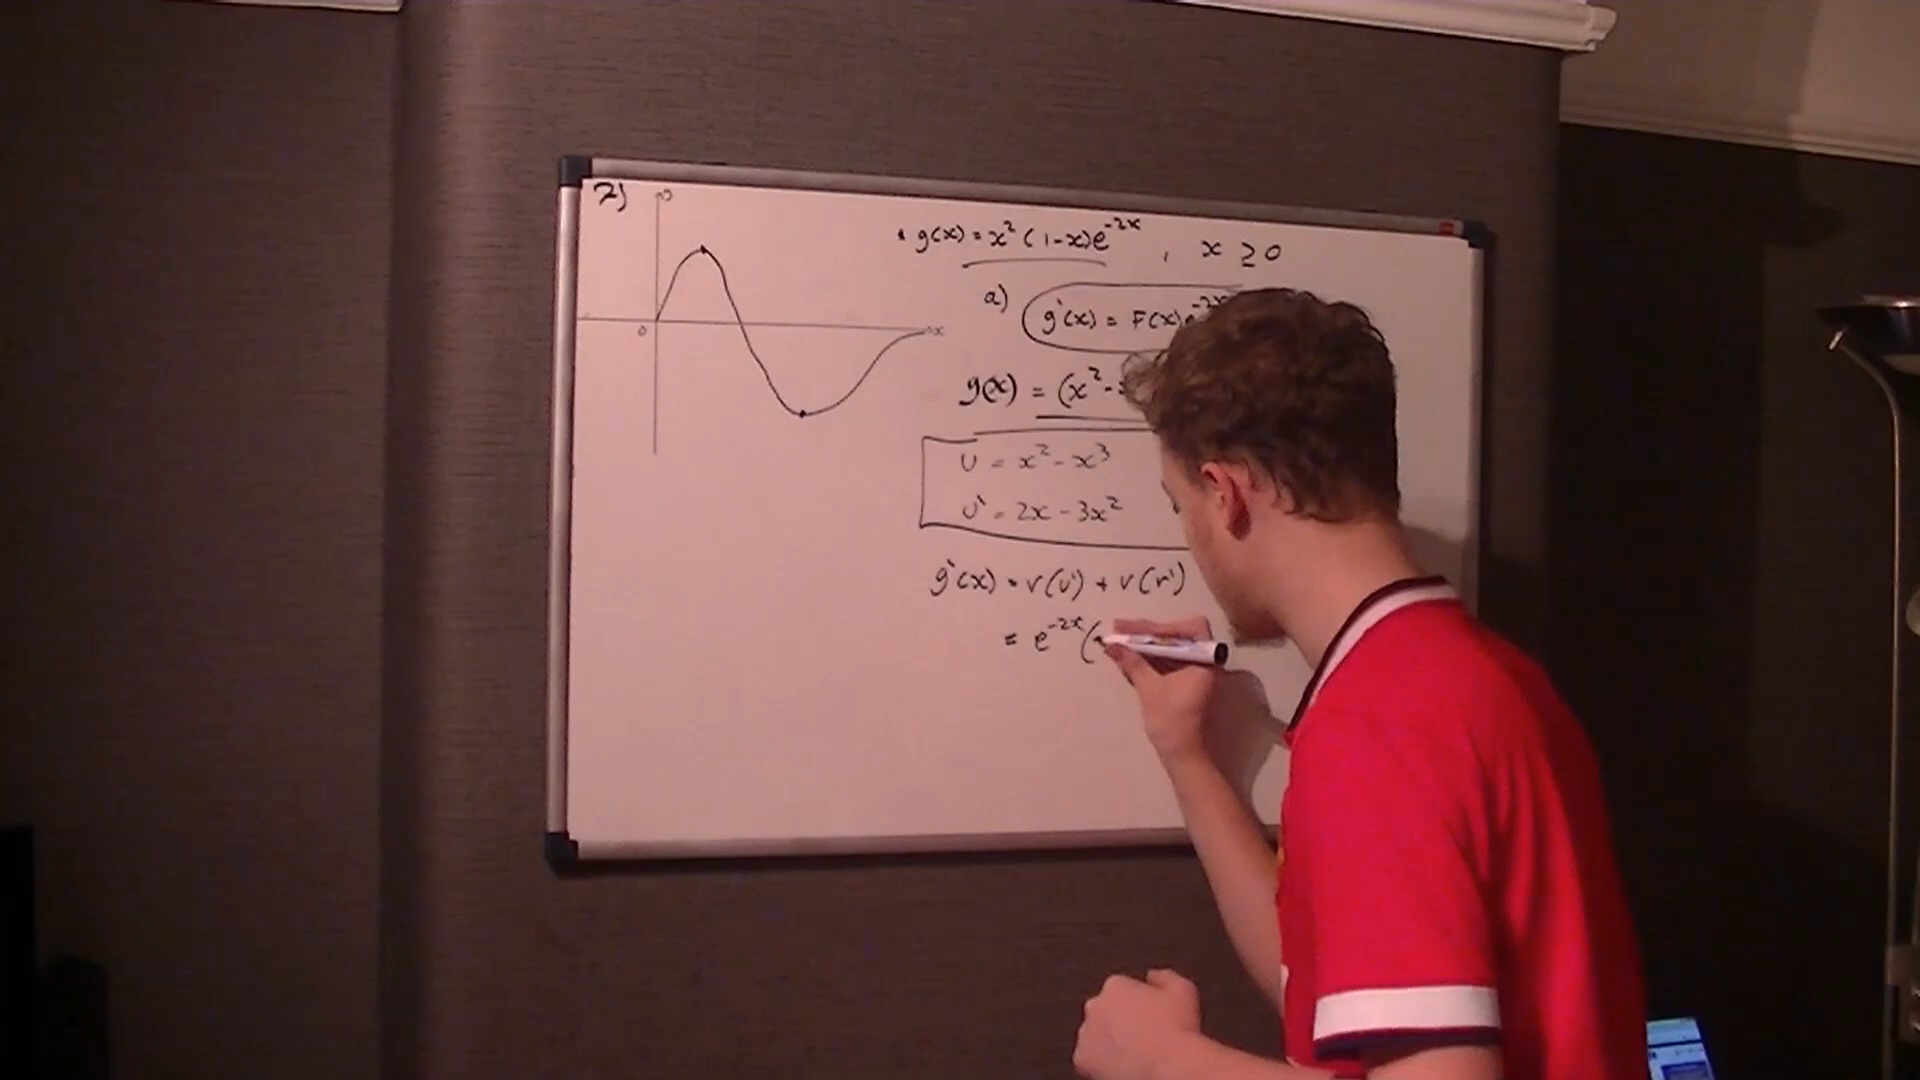 2)
0
x
g(x) = x² (1-x)e⁻²ˣ , x ≥ 0
a) g'(x) = F(x)e⁻²ˣ
g(x) = (x² -
U = x² - x³
U' = 2x - 3x²
g'(x) = v(u') + v(v')
= e⁻²ˣ (